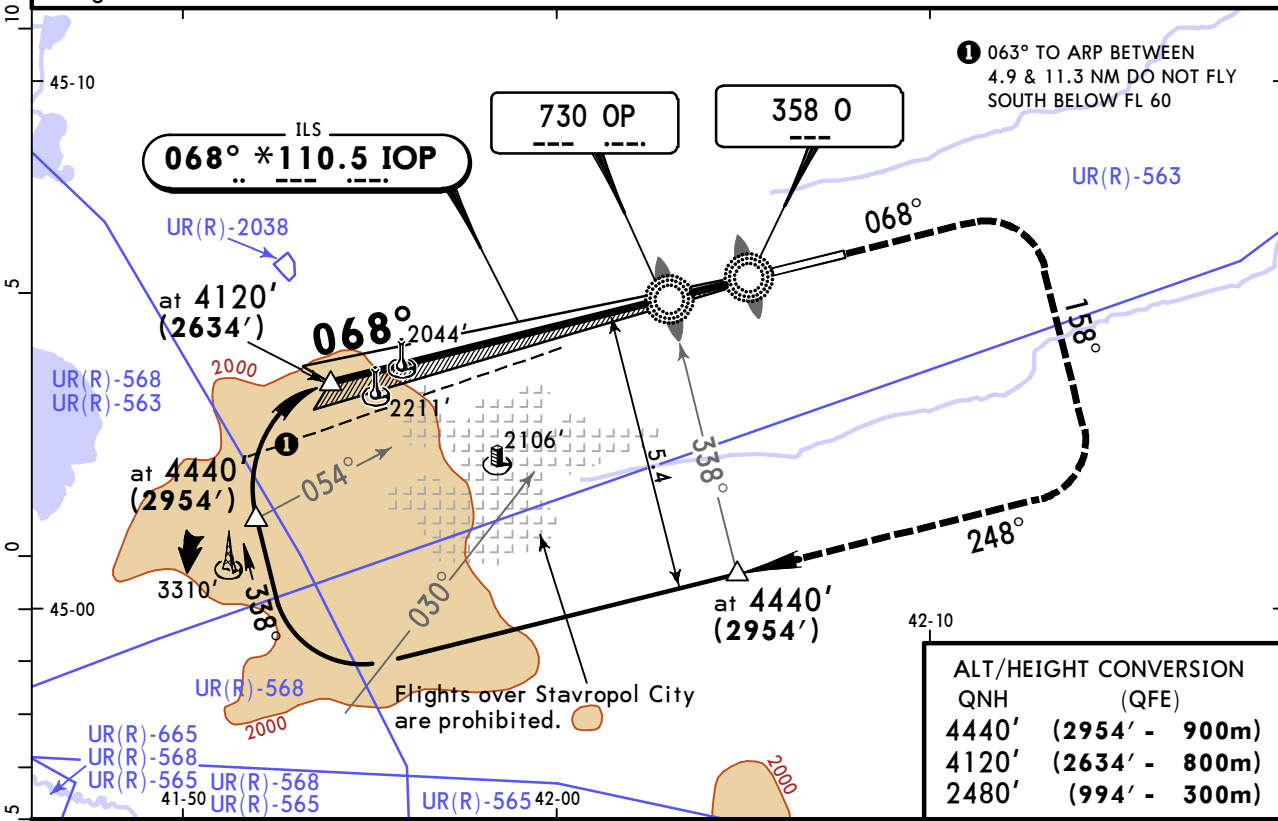 10
45-10
❶ 063° TO ARP BETWEEN
4.9 & 11.3 NM DO NOT FLY
SOUTH BELOW FL 60
730 OP
358 O
ILS
068° *110.5 IOP
UR(R)-563
068°
UR(R)-2038
5
at 4120'
(2634')
068°
2044'
158°
2000
UR(R)-568
UR(R)-563
2211'
❶
2106'
at 4440'
(2954')
054°
5.4
338°
248°
0
3310'
338°
030°
45-00
at 4440'
(2954')
42-10
UR(R)-568
Flights over Stavropol City
are prohibited.
2000
UR(R)-665
UR(R)-568
UR(R)-565
UR(R)-568
UR(R)-565
UR(R)-565
2000
41-50
42-00
5
ALT/HEIGHT CONVERSION
QNH (QFE)
4440' (2954' - 900m)
4120' (2634' - 800m)
2480' (994' - 300m)